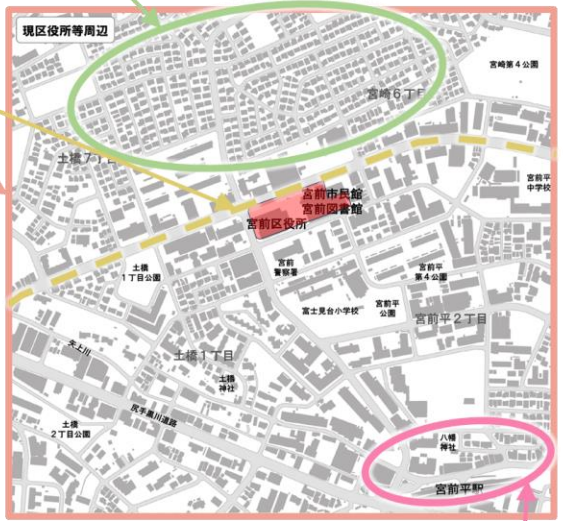 現区役所等周辺
宮崎第4公園
宮崎6丁目
土橋7丁目
宮前平
中学校
宮前市民館
宮前図書館
宮前区役所
土橋
1丁目公園
宮前
警察署
宮前平
第4公園
富士見台小学校
宮前平
公園
宮前平2丁目
矢上川
土橋1丁目
土橋
神社
尻手黒川道路
土橋
2丁目公園
八幡
神社
宮前平駅